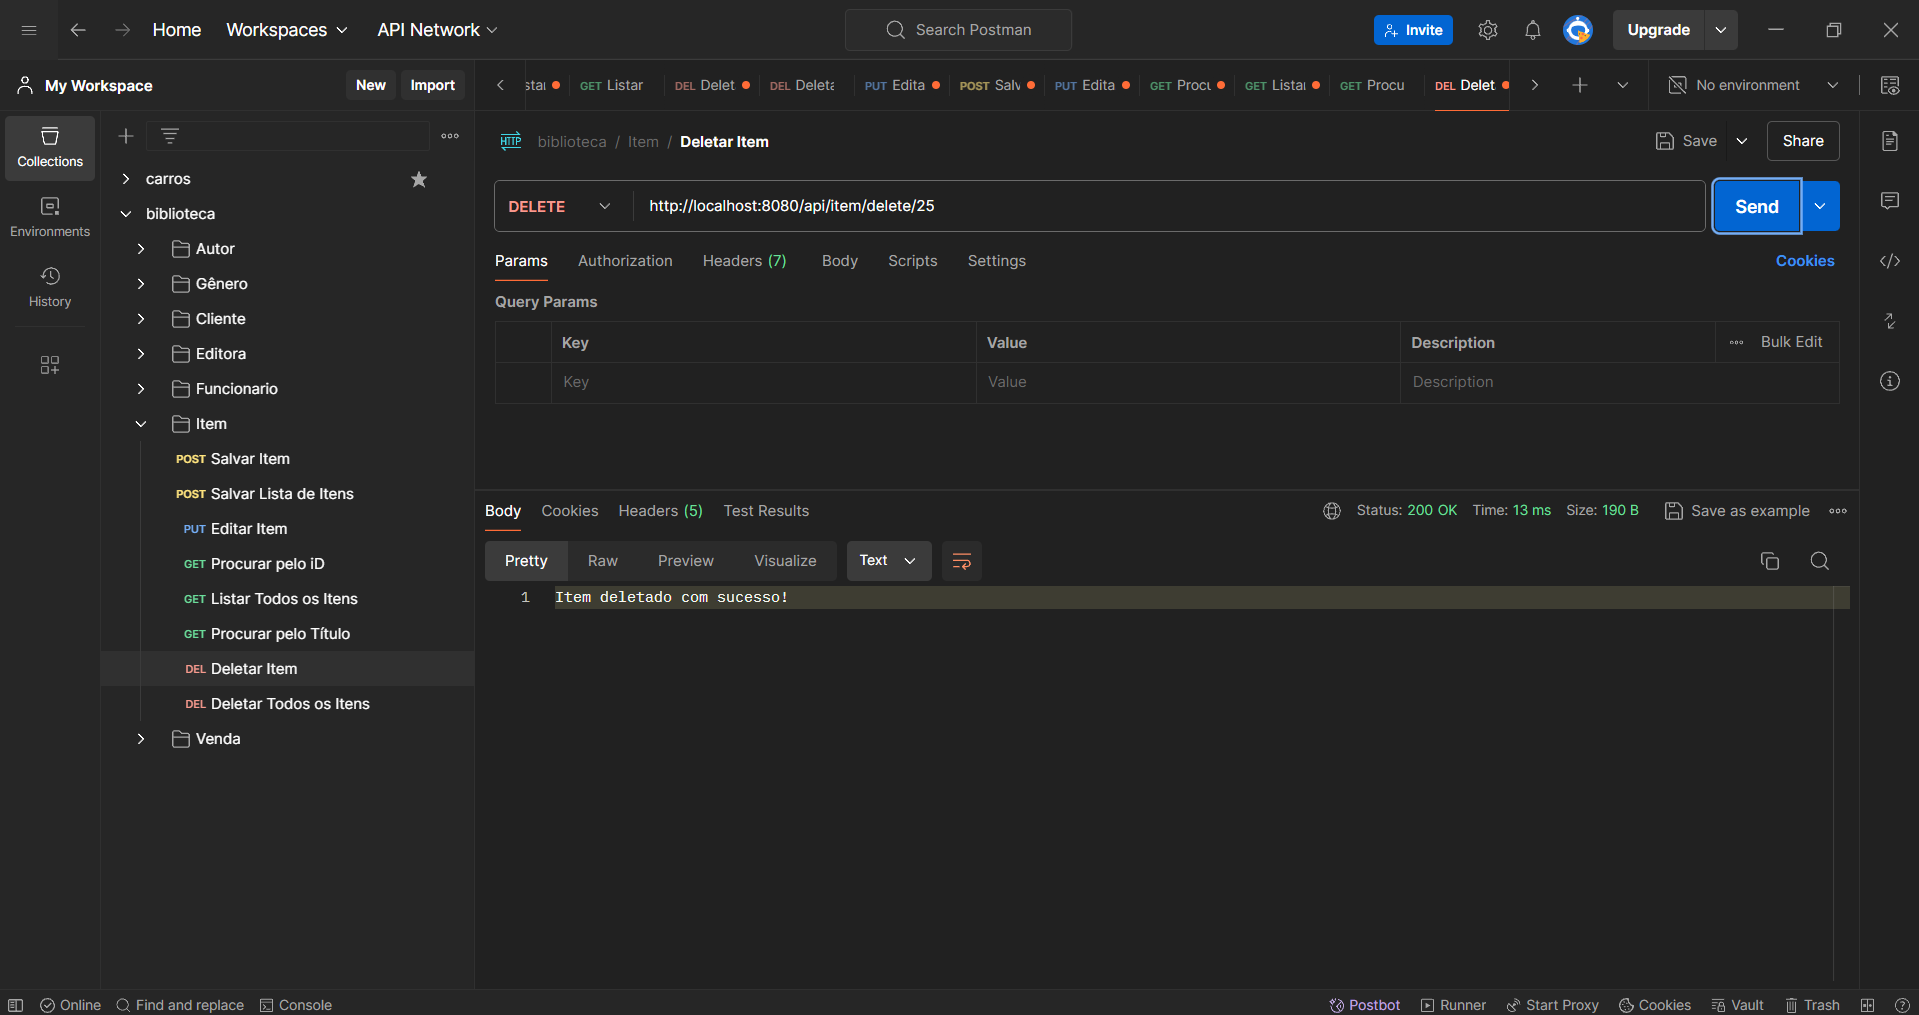 Home Workspaces API Network Search Postman Invite Upgrade
My Workspace New Import
star GET Listar DEL Delet DEL Deleta PUT Edita POST Salv PUT Edita GET Procu GET Listar GET Procu DEL Delet No environment
Collections
Environments
History
carros
biblioteca
Autor
Gênero
Cliente
Editora
Funcionario
Item
POST Salvar Item
POST Salvar Lista de Itens
PUT Editar Item
GET Procurar pelo iD
GET Listar Todos os Itens
GET Procurar pelo Título
DEL Deletar Item
DEL Deletar Todos os Itens
Venda
HTTP biblioteca / Item / Deletar Item Save Share
DELETE http://localhost:8080/api/item/delete/25 Send
Params Authorization Headers (7) Body Scripts Settings Cookies
Query Params
Key Value Description Bulk Edit
Key Value Description
Body Cookies Headers (5) Test Results Status: 200 OK Time: 13 ms Size: 190 B Save as example
Pretty Raw Preview Visualize Text
1 Item deletado com sucesso!
Online Find and replace Console Postbot Runner Start Proxy Cookies Vault Trash